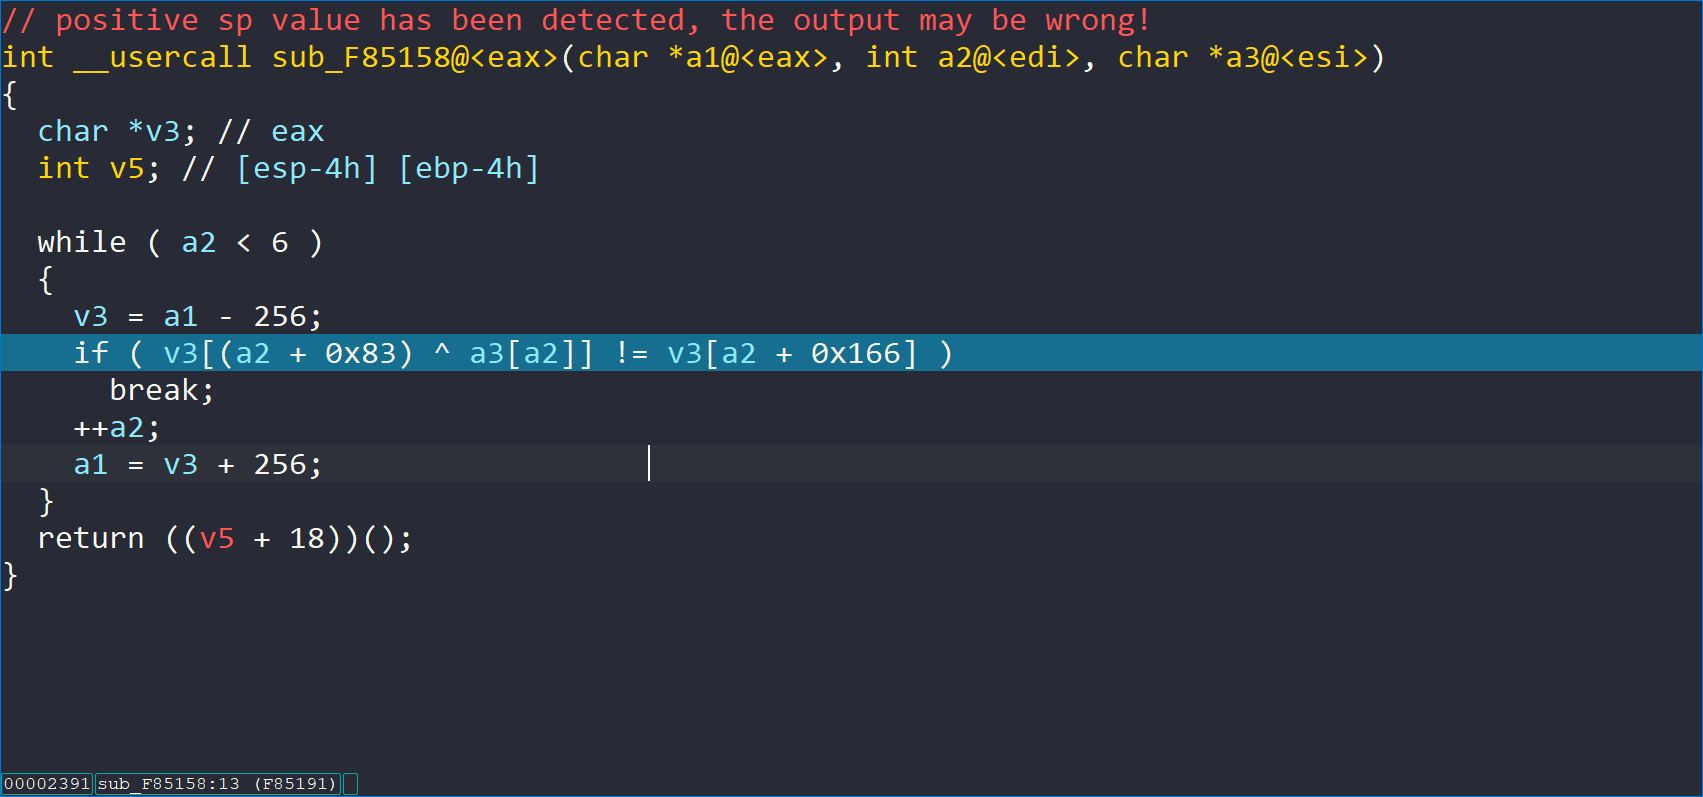 // positive sp value has been detected, the output may be wrong!
int __usercall sub_F85158@<eax>(char *a1@<eax>, int a2@<edi>, char *a3@<esi>)
{
  char *v3; // eax
  int v5; // [esp-4h] [ebp-4h]

  while ( a2 < 6 )
  {
    v3 = a1 - 256;
    if ( v3[(a2 + 0x83) ^ a3[a2]] != v3[a2 + 0x166] )
      break;
    ++a2;
    a1 = v3 + 256;
  }
  return ((v5 + 18))();
}
00002391 sub_F85158:13 (F85191)